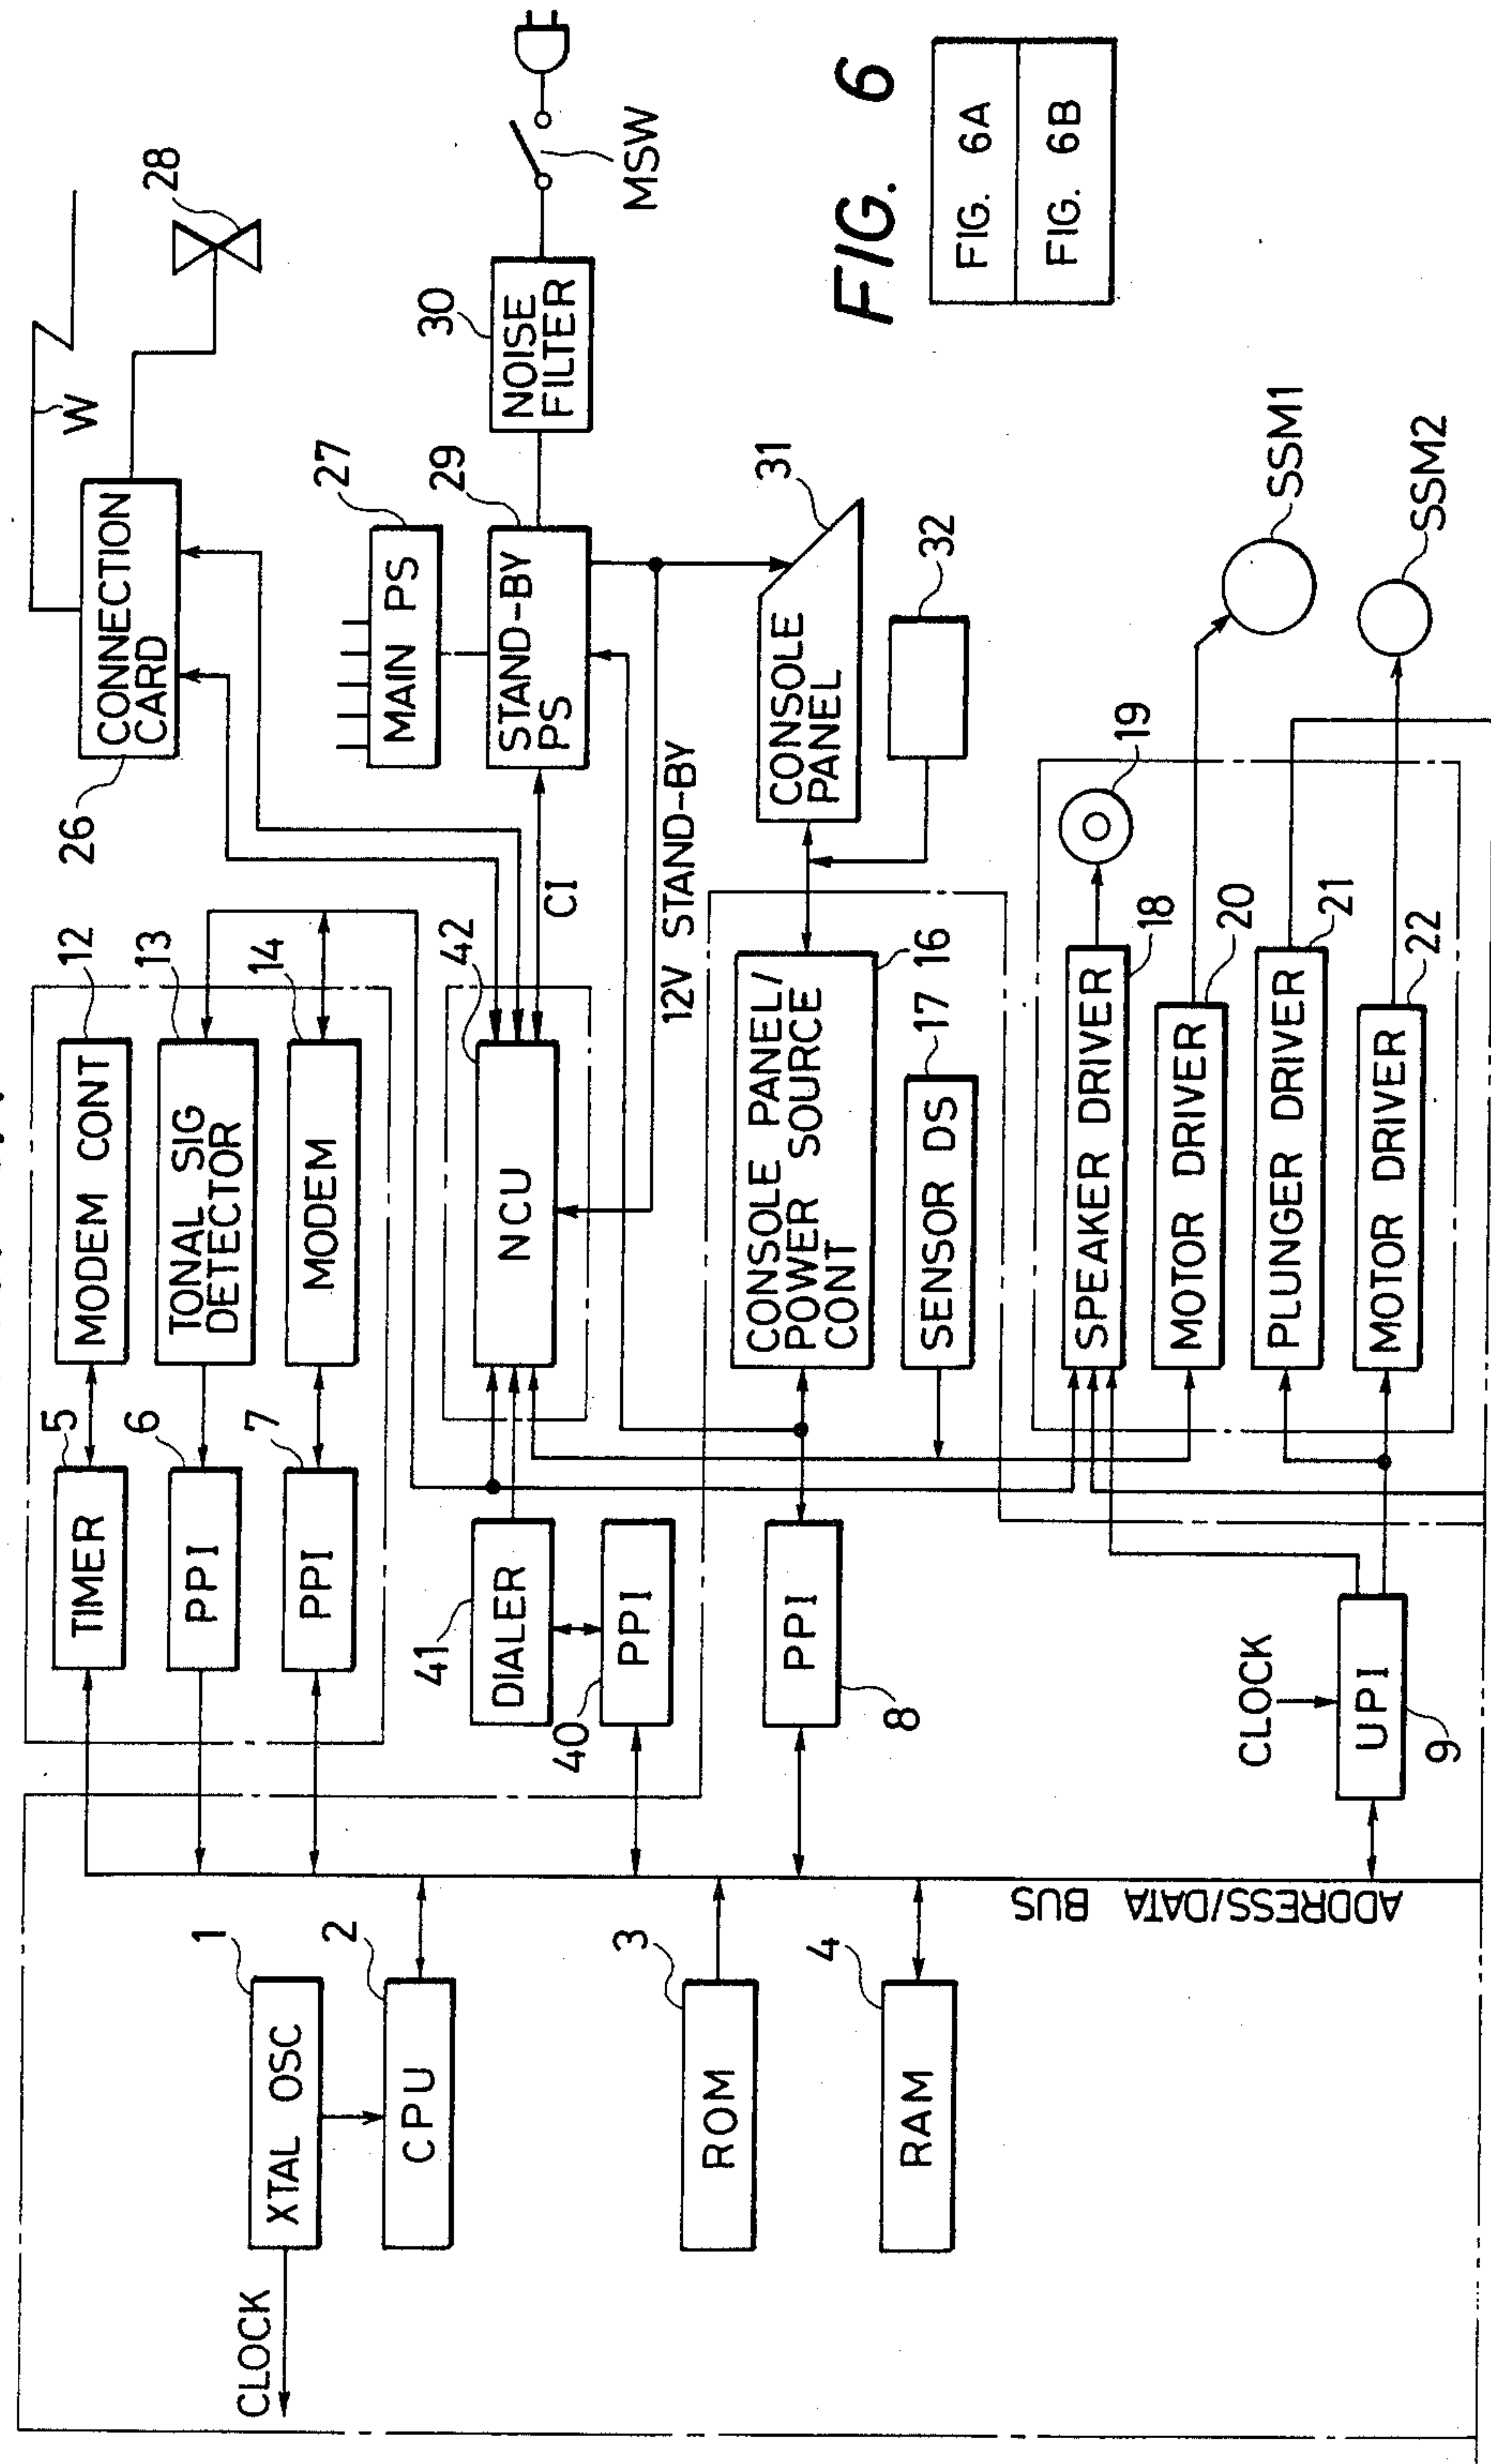 CLOCK
1
XTAL OSC
2
CPU
3
ROM
4
RAM
ADDRESS/DATA BUS
5
TIMER
6
PPI
7
PPI
12
MODEM CONT
13
TONAL SIG
DETECTOR
14
MODEM
41
DIALER
40
PPI
42
NCU
CI
12V STAND-BY
26
CONNECTION
CARD
W
28
27
MAIN PS
29
STAND-BY
PS
30
NOISE
FILTER
MSW
8
PPI
CONSOLE PANEL/
POWER SOURCE
CONT
16
SENSOR DS
17
CONSOLE
PANEL
31
32
CLOCK
UPI
9
SPEAKER DRIVER
18
19
MOTOR DRIVER
20
PLUNGER DRIVER
21
MOTOR DRIVER
22
SSM1
SSM2
FIG. 6
FIG. 6A
FIG. 6B